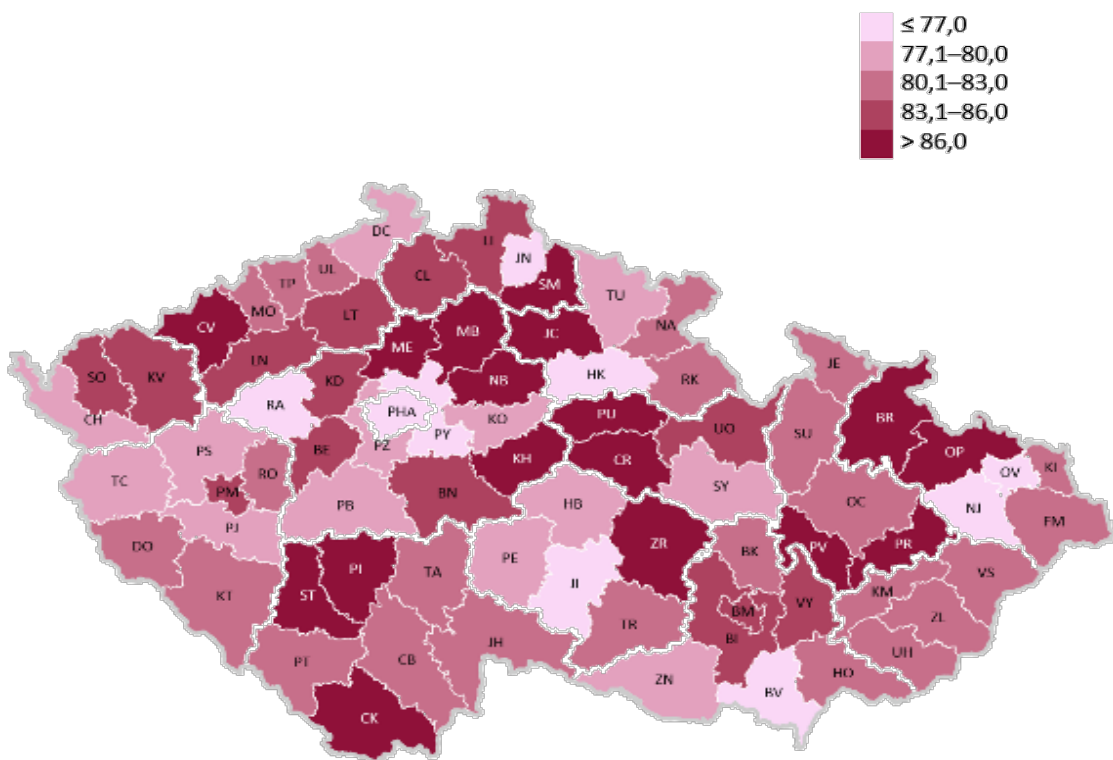 ≤ 77,0
77,1–80,0
80,1–83,0
83,1–86,0
> 86,0
DC
LI
JN
UL
CL
TP
SM
TU
MO
CV
LT
MB
JC
NA
ME
LN
JE
SO
KV
KD
NB
HK
RK
RA
PHA
CH
KO
PU
BR
PY
UO
SU
PZ
PS
BE
KH
CR
OP
OV
KI
RO
TC
PM
BN
SY
PB
HB
OC
NJ
FM
PJ
DO
ZR
PV
PR
PE
BK
PI
TA
VS
JI
KT
ST
KM
VY
BM
TR
ZL
BI
JH
UH
PT
CB
HO
ZN
BV
CK